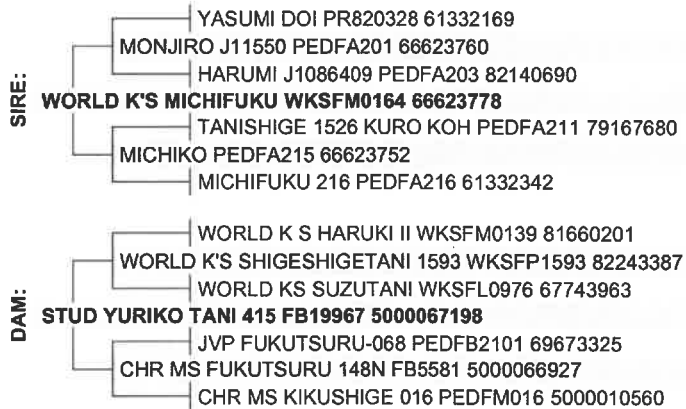 SIRE:
YASUMI DOI PR820328 61332169
MONJIRO J11550 PEDFA201 66623760
HARUMI J1086409 PEDFA203 82140690
WORLD K'S MICHIFUKU WKSFM0164 66623778
TANISHIGE 1526 KURO KOH PEDFA211 79167680
MICHIKO PEDFA215 66623752
MICHIFUKU 216 PEDFA216 61332342
DAM:
WORLD K S HARUKI II WKSFM0139 81660201
WORLD K'S SHIGESHIGETANI 1593 WKSFP1593 82243387
WORLD KS SUZUTANI WKSFL0976 67743963
STUD YURIKO TANI 415 FB19967 5000067198
JVP FUKUTSURU-068 PEDFB2101 69673325
CHR MS FUKUTSURU 148N FB5581 5000066927
CHR MS KIKUSHIGE 016 PEDFM016 5000010560